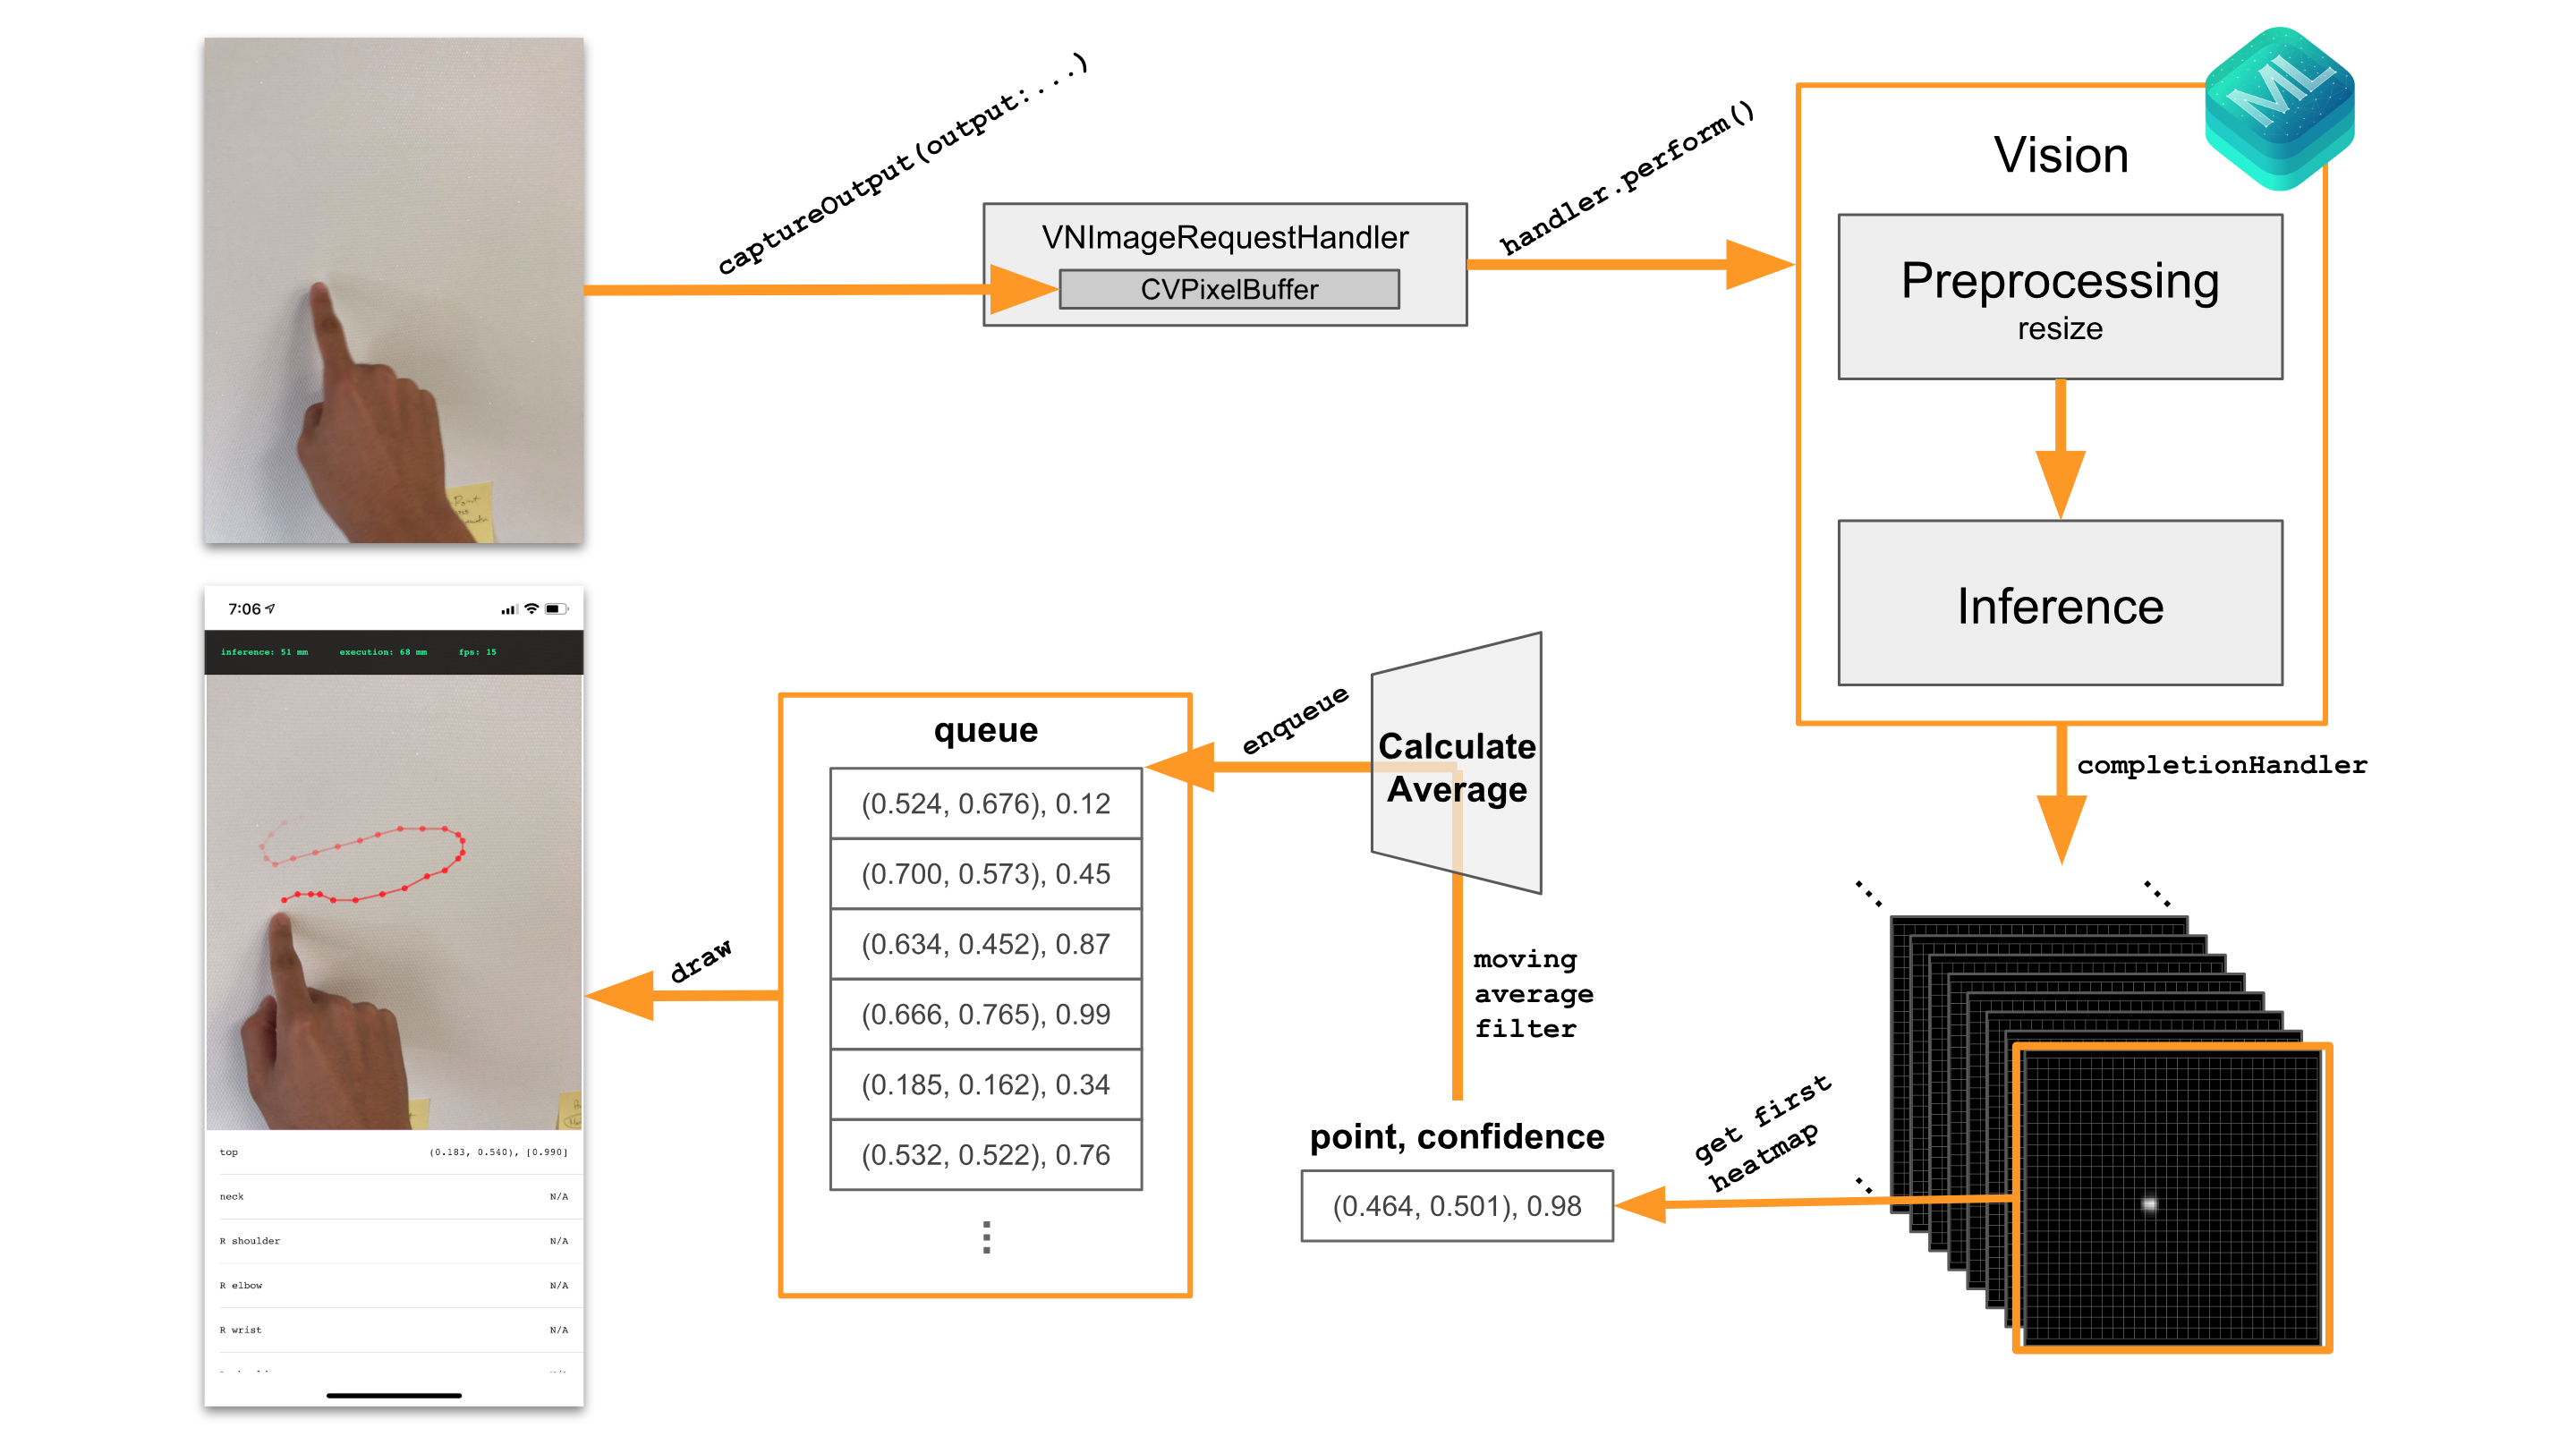 captureOutput(output:...)
VNImageRequestHandler
CVPixelBuffer
handler.perform()
ML
Vision
Preprocessing
resize
Inference
completionHandler
get first
heatmap
point, confidence
(0.464, 0.501), 0.98
moving
average
filter
Calculate
Average
enqueue
queue
(0.524, 0.676), 0.12
(0.700, 0.573), 0.45
(0.634, 0.452), 0.87
(0.666, 0.765), 0.99
(0.185, 0.162), 0.34
(0.532, 0.522), 0.76
draw
7:06
inference: 51 mm execution: 68 mm fps: 15
top (0.183, 0.540), [0.990]
neck N/A
R shoulder N/A
R elbow N/A
R wrist N/A